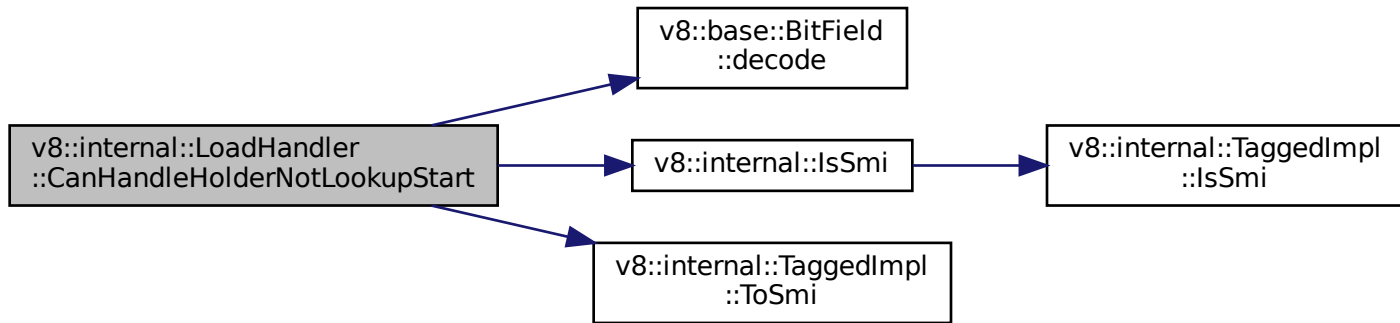 v8::internal::LoadHandler
::CanHandleHolderNotLookupStart
v8::base::BitField
::decode
v8::internal::IsSmi
v8::internal::TaggedImpl
::IsSmi
v8::internal::TaggedImpl
::ToSmi